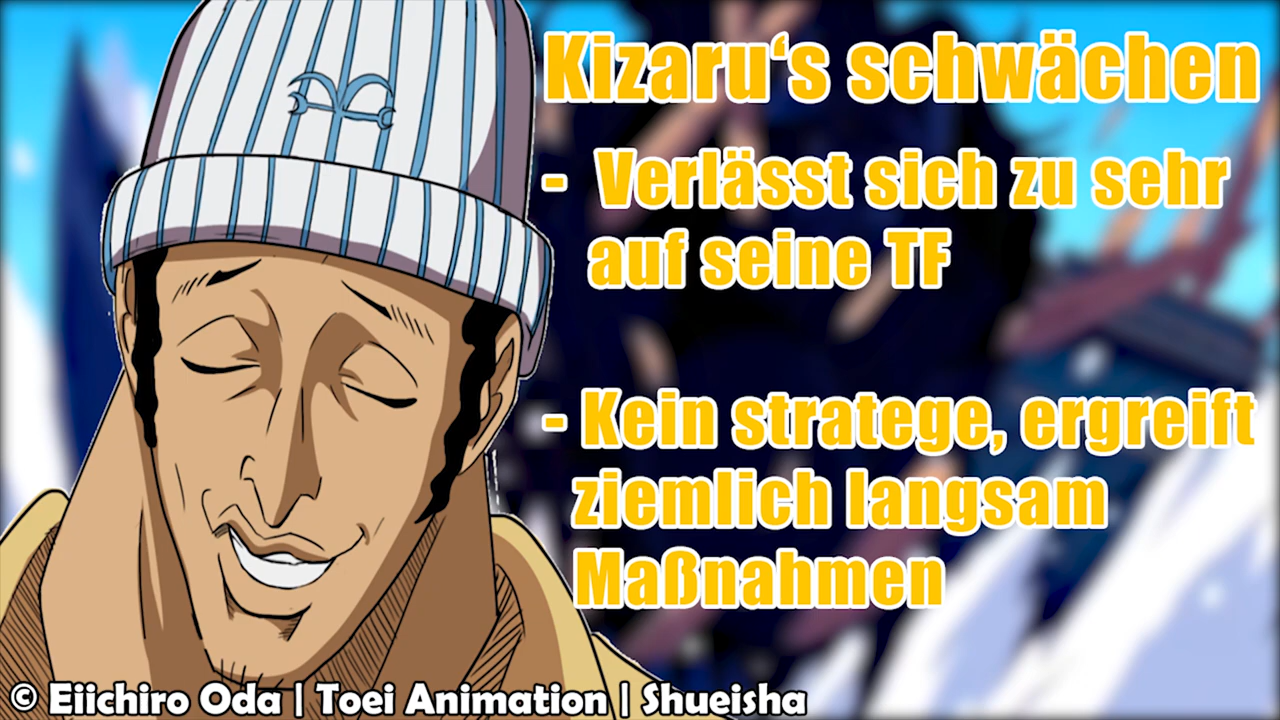 Kizaru‘s schwächen
- Verlässt sich zu sehr
auf seine TF
- Kein stratege, ergreift
ziemlich langsam
Maßnahmen
© Eiichiro Oda | Toei Animation | Shueisha